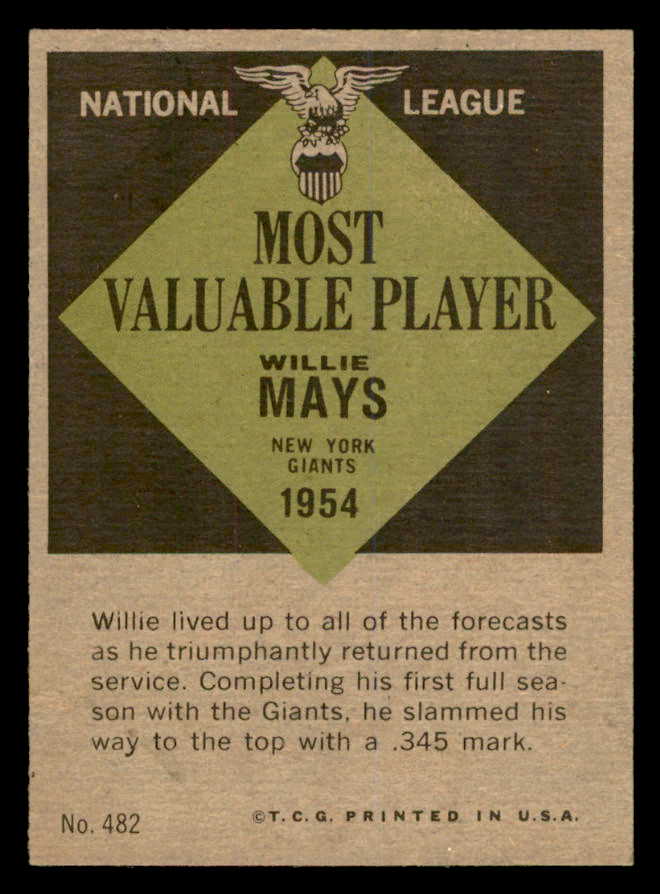 NATIONAL LEAGUE
MOST
VALUABLE PLAYER
WILLIE
MAYS
NEW YORK
GIANTS
1954
Willie lived up to all of the forecasts
as he triumphantly returned from the
service. Completing his first full sea-
son with the Giants, he slammed his
way to the top with a .345 mark.
No. 482
©T.C.G. PRINTED IN U.S.A.